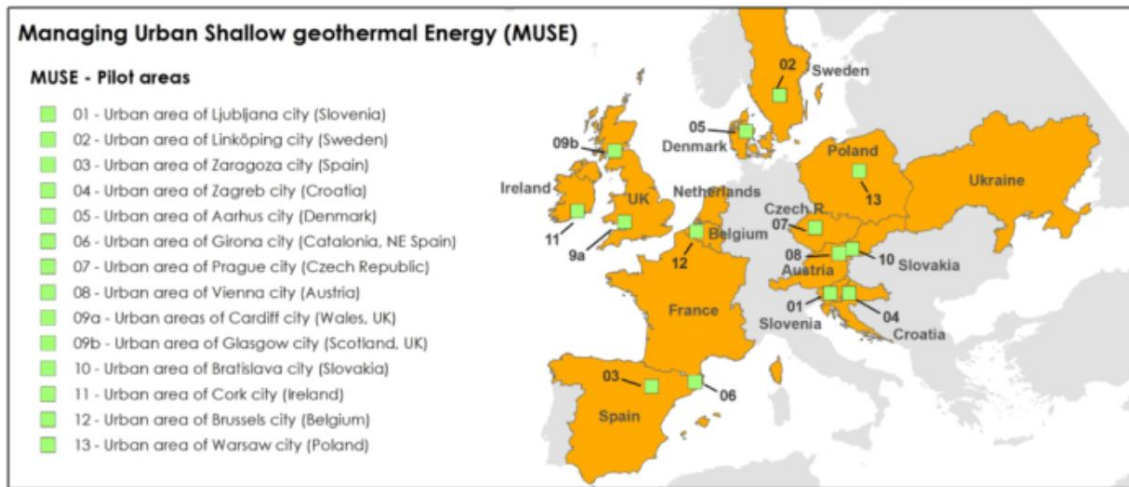 Managing Urban Shallow geothermal Energy (MUSE)
MUSE - Pilot areas
01 - Urban area of Ljubljana city (Slovenia)
02 - Urban area of Linköping city (Sweden)
03 - Urban area of Zaragoza city (Spain)
04 - Urban area of Zagreb city (Croatia)
05 - Urban area of Aarhus city (Denmark)
06 - Urban area of Girona city (Catalonia, NE Spain)
07 - Urban area of Prague city (Czech Republic)
08 - Urban area of Vienna city (Austria)
09a - Urban areas of Cardiff city (Wales, UK)
09b - Urban area of Glasgow city (Scotland, UK)
10 - Urban area of Bratislava city (Slovakia)
11 - Urban area of Cork city (Ireland)
12 - Urban area of Brussels city (Belgium)
13 - Urban area of Warsaw city (Poland)
02
Sweden
05
Denmark
09b
Poland
13
Ukraine
Ireland
UK
Netherlands
Czech R.
07
11
9a
Belgium
12
08
10
Austria
Slovakia
France
01
04
Slovenia
Croatia
03
06
Spain